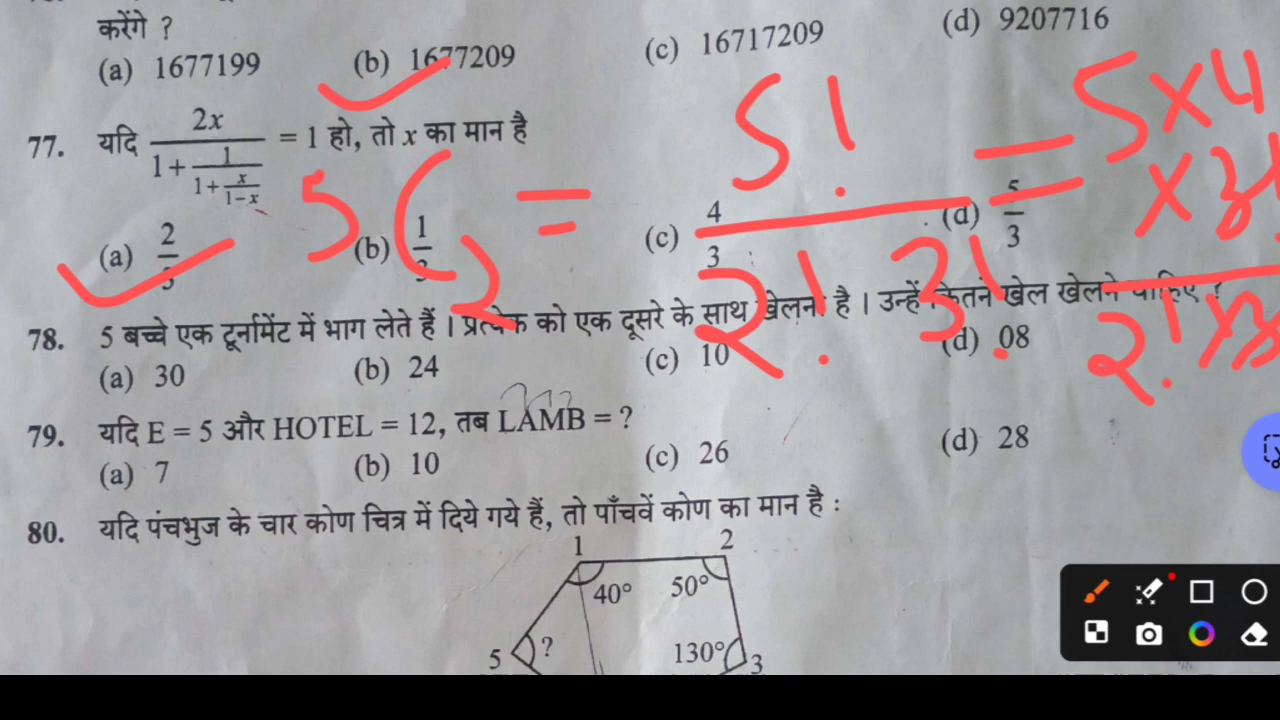 करेंगे ?
(a) 1677199 (b) 1677209 (c) 16717209 (d) 9207716
77. यदि 2x / 1 + 1 / 1 + x / 1-x = 1 हो, तो x का मान है
(a) 2/3 (b) 1/3 (c) 4/3 (d) 5/3
5C2 = 5! / 2! 3! = 5 x 4 x 3! / 2! x 3
78. 5 बच्चे एक टूर्नामेंट में भाग लेते हैं । प्रत्येक को एक दूसरे के साथ खेलना है । उन्हें कितने खेल खेलने चाहिए ?
(a) 30 (b) 24 (c) 10 (d) 08
79. यदि E = 5 और HOTEL = 12, तब LAMB = ?
(a) 7 (b) 10 (c) 26 (d) 28
80. यदि पंचभुज के चार कोण चित्र में दिये गये हैं, तो पाँचवें कोण का मान है :
1 2
40° 50°
5 ? 130° 3